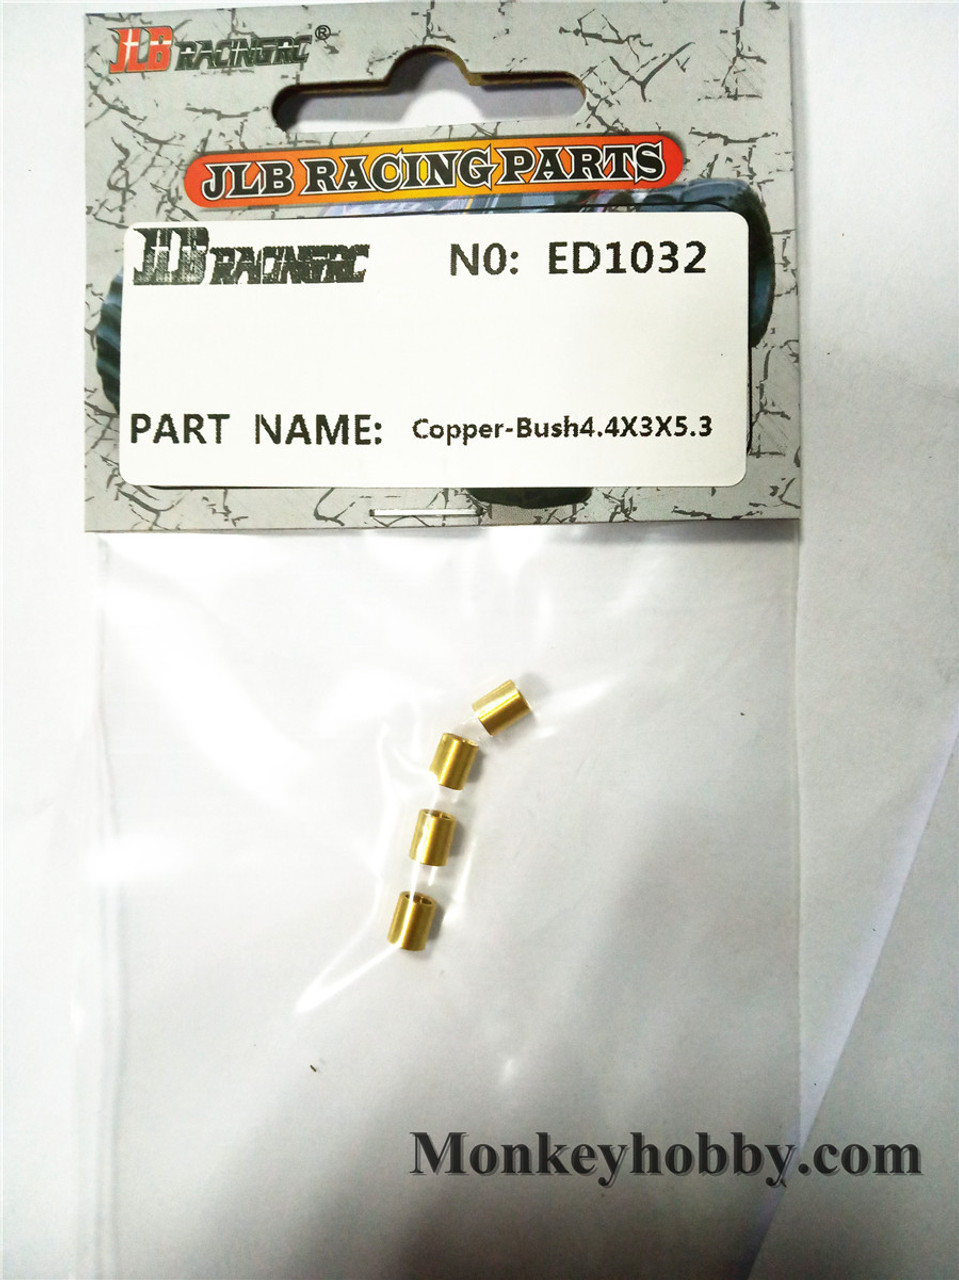 JLB RACINGRC®
JLB RACING PARTS
JLB RACINGRC N0: ED1032
PART NAME: Copper-Bush4.4X3X5.3
Monkeyhobby.com